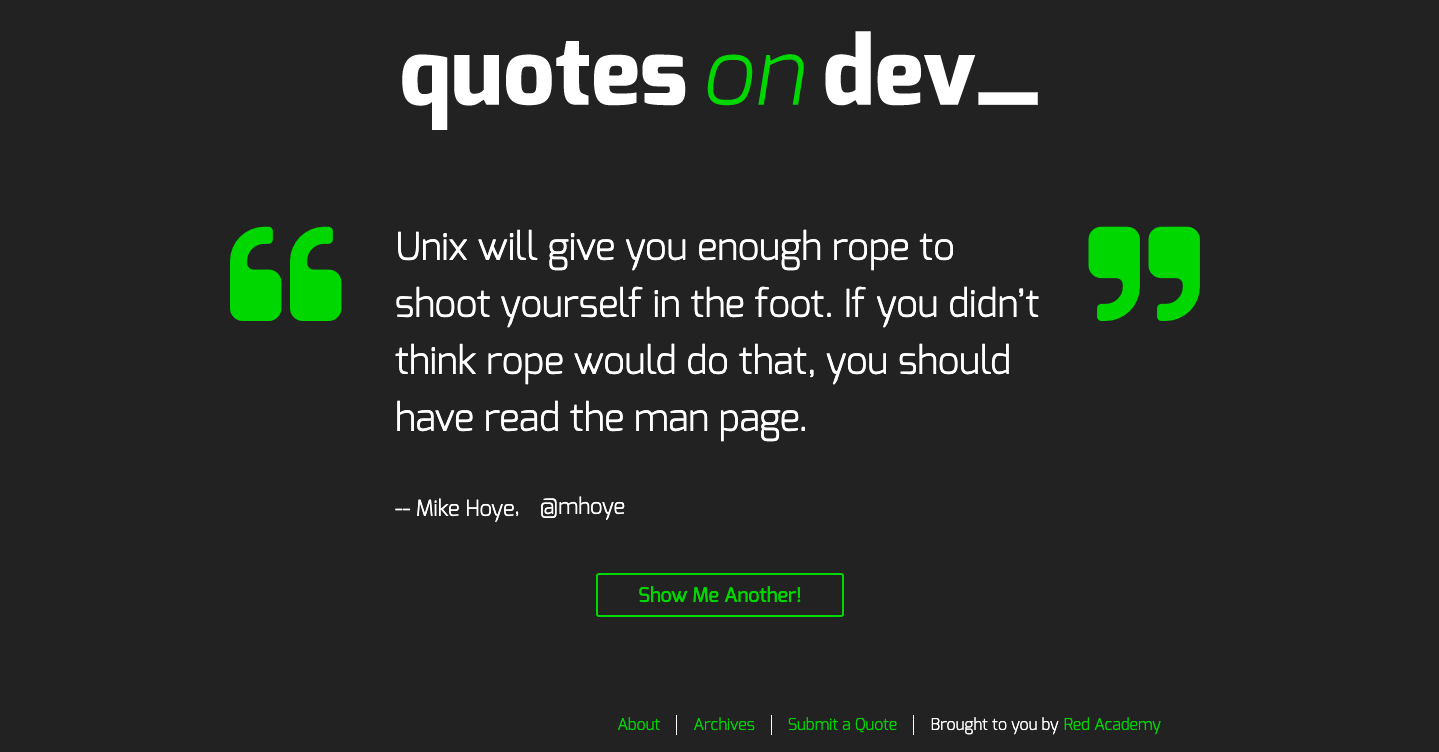 quotes on dev_
Unix will give you enough rope to
shoot yourself in the foot. If you didn’t
think rope would do that, you should
have read the man page.
-- Mike Hoye, @mhoye
Show Me Another!
About | Archives | Submit a Quote | Brought to you by Red Academy